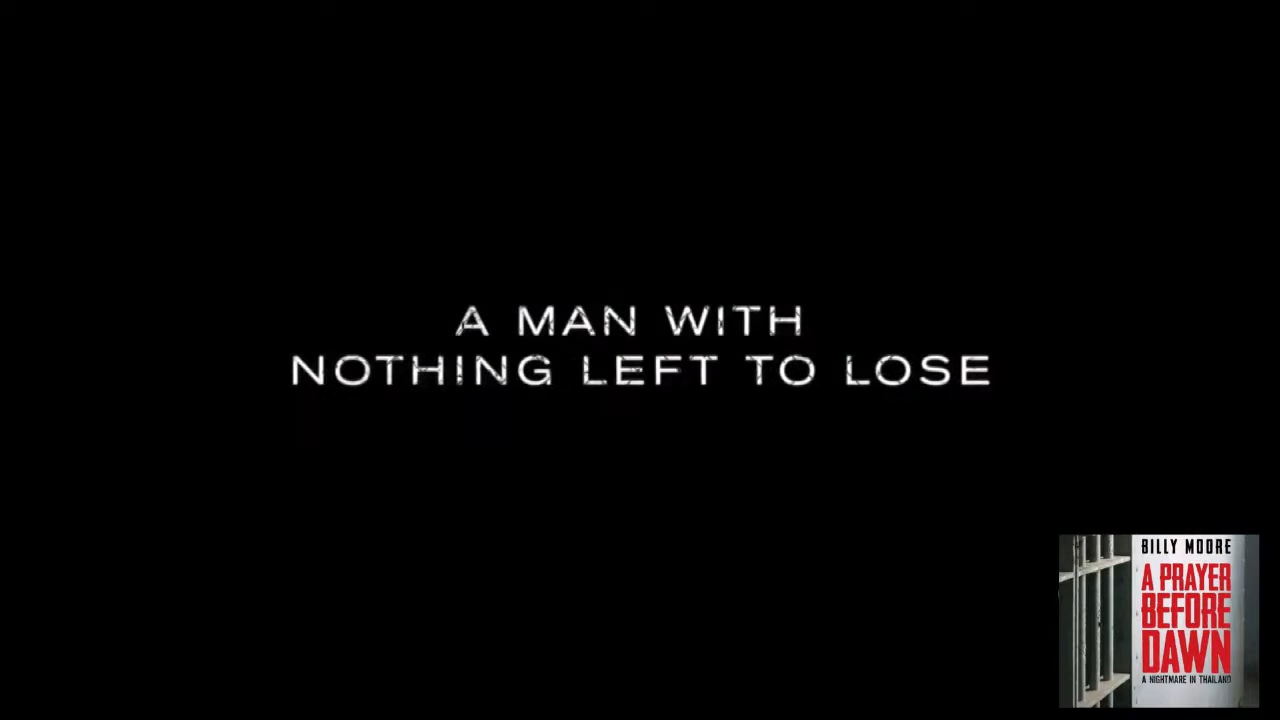 A MAN WITH
NOTHING LEFT TO LOSE
BILLY MOORE
A PRAYER
BEFORE
DAWN
A NIGHTMARE IN THAILAND